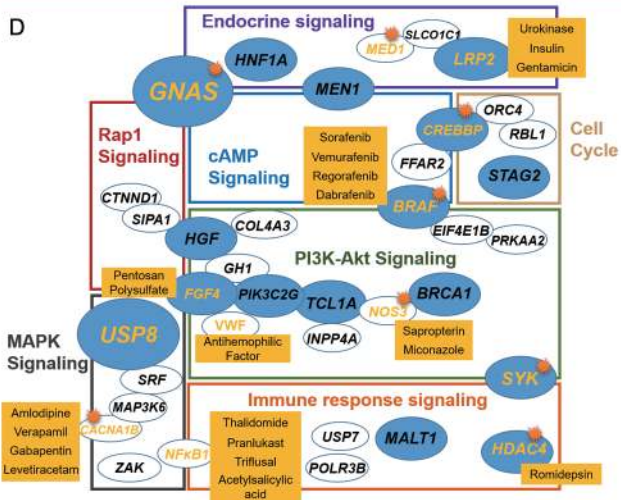 D
Endocrine signaling
HNF1A
MED1
SLCO1C1
LRP2
Urokinase
Insulin
Gentamicin
GNAS
MEN1
Rap1
Signaling
cAMP
Signaling
Sorafenib
Vemurafenib
Regorafenib
Dabrafenib
FFAR2
CREBBP
ORC4
RBL1
STAG2
Cell
Cycle
BRAF
CTNND1
SIPA1
HGF
COL4A3
EIF4E1B
PRKAA2
PI3K-Akt Signaling
GH1
Pentosan
Polysulfate
FGF4
PIK3C2G
TCL1A
NOS3
BRCA1
VWF
Antihemophilic
Factor
INPP4A
Sapropterin
Miconazole
MAPK
Signaling
USP8
SRF
MAP3K6
CACNA1B
Amlodipine
Verapamil
Gabapentin
Levetiracetam
ZAK
NFκB1
SYK
Immune response signaling
Thalidomide
Pranlukast
Triflusal
Acetylsalicylic
acid
USP7
POLR3B
MALT1
HDAC4
Romidepsin